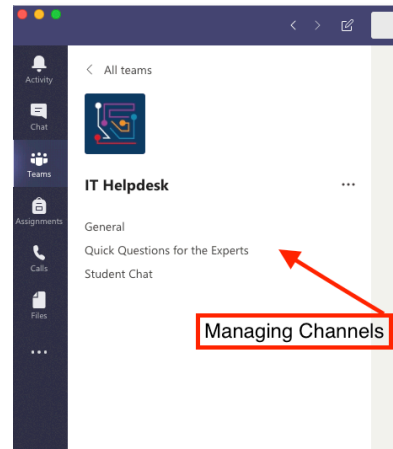 Activity
Chat
Teams
Assignments
Calls
Files
All teams
IT Helpdesk
General
Quick Questions for the Experts
Student Chat
Managing Channels